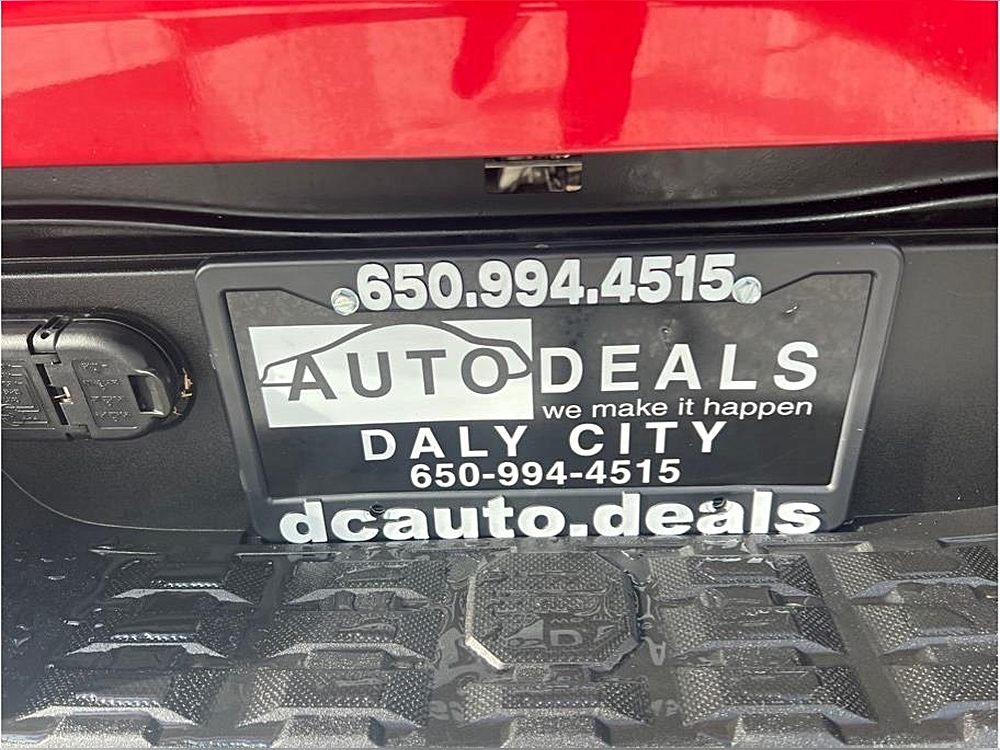 650.994.4515
AUTO DEALS
we make it happen
DALY CITY
650-994-4515
dcauto.deals